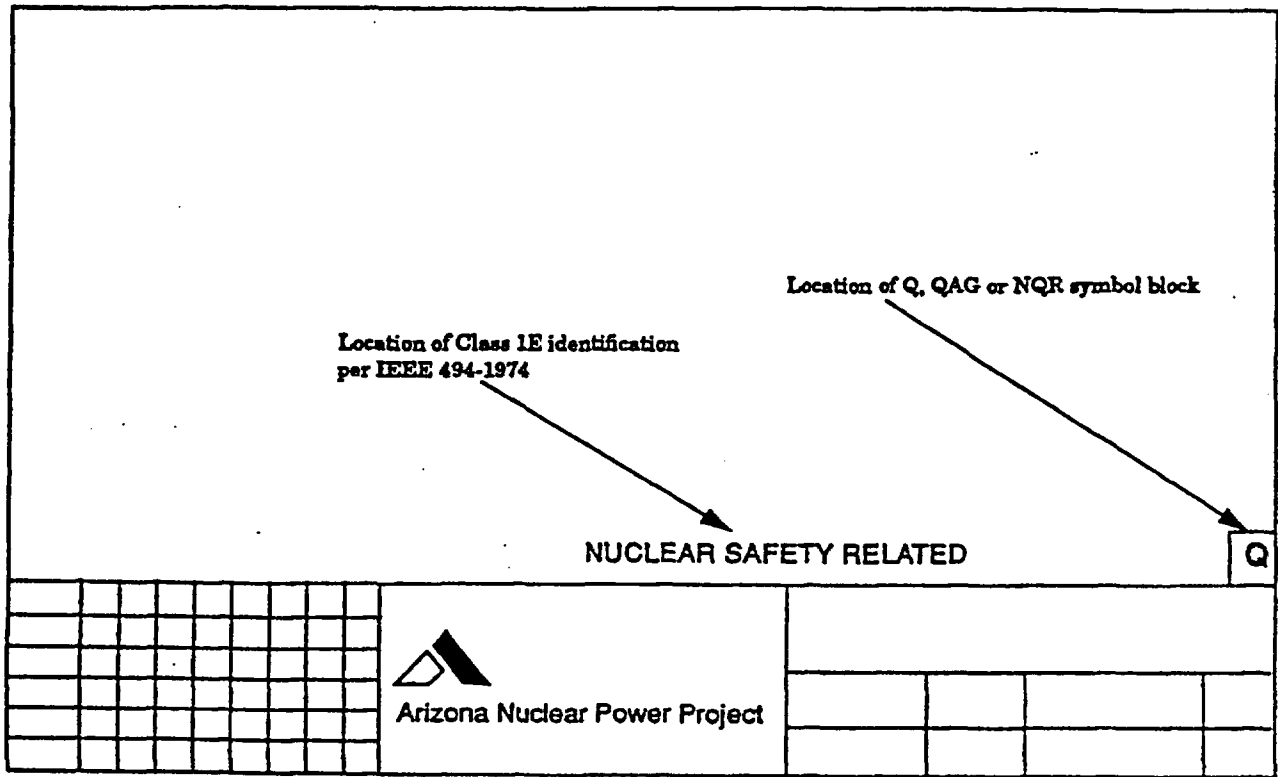 Location of Q, QAG or NQR symbol block
Location of Class 1E identification
per IEEE 494-1974
NUCLEAR SAFETY RELATED
Q
Arizona Nuclear Power Project